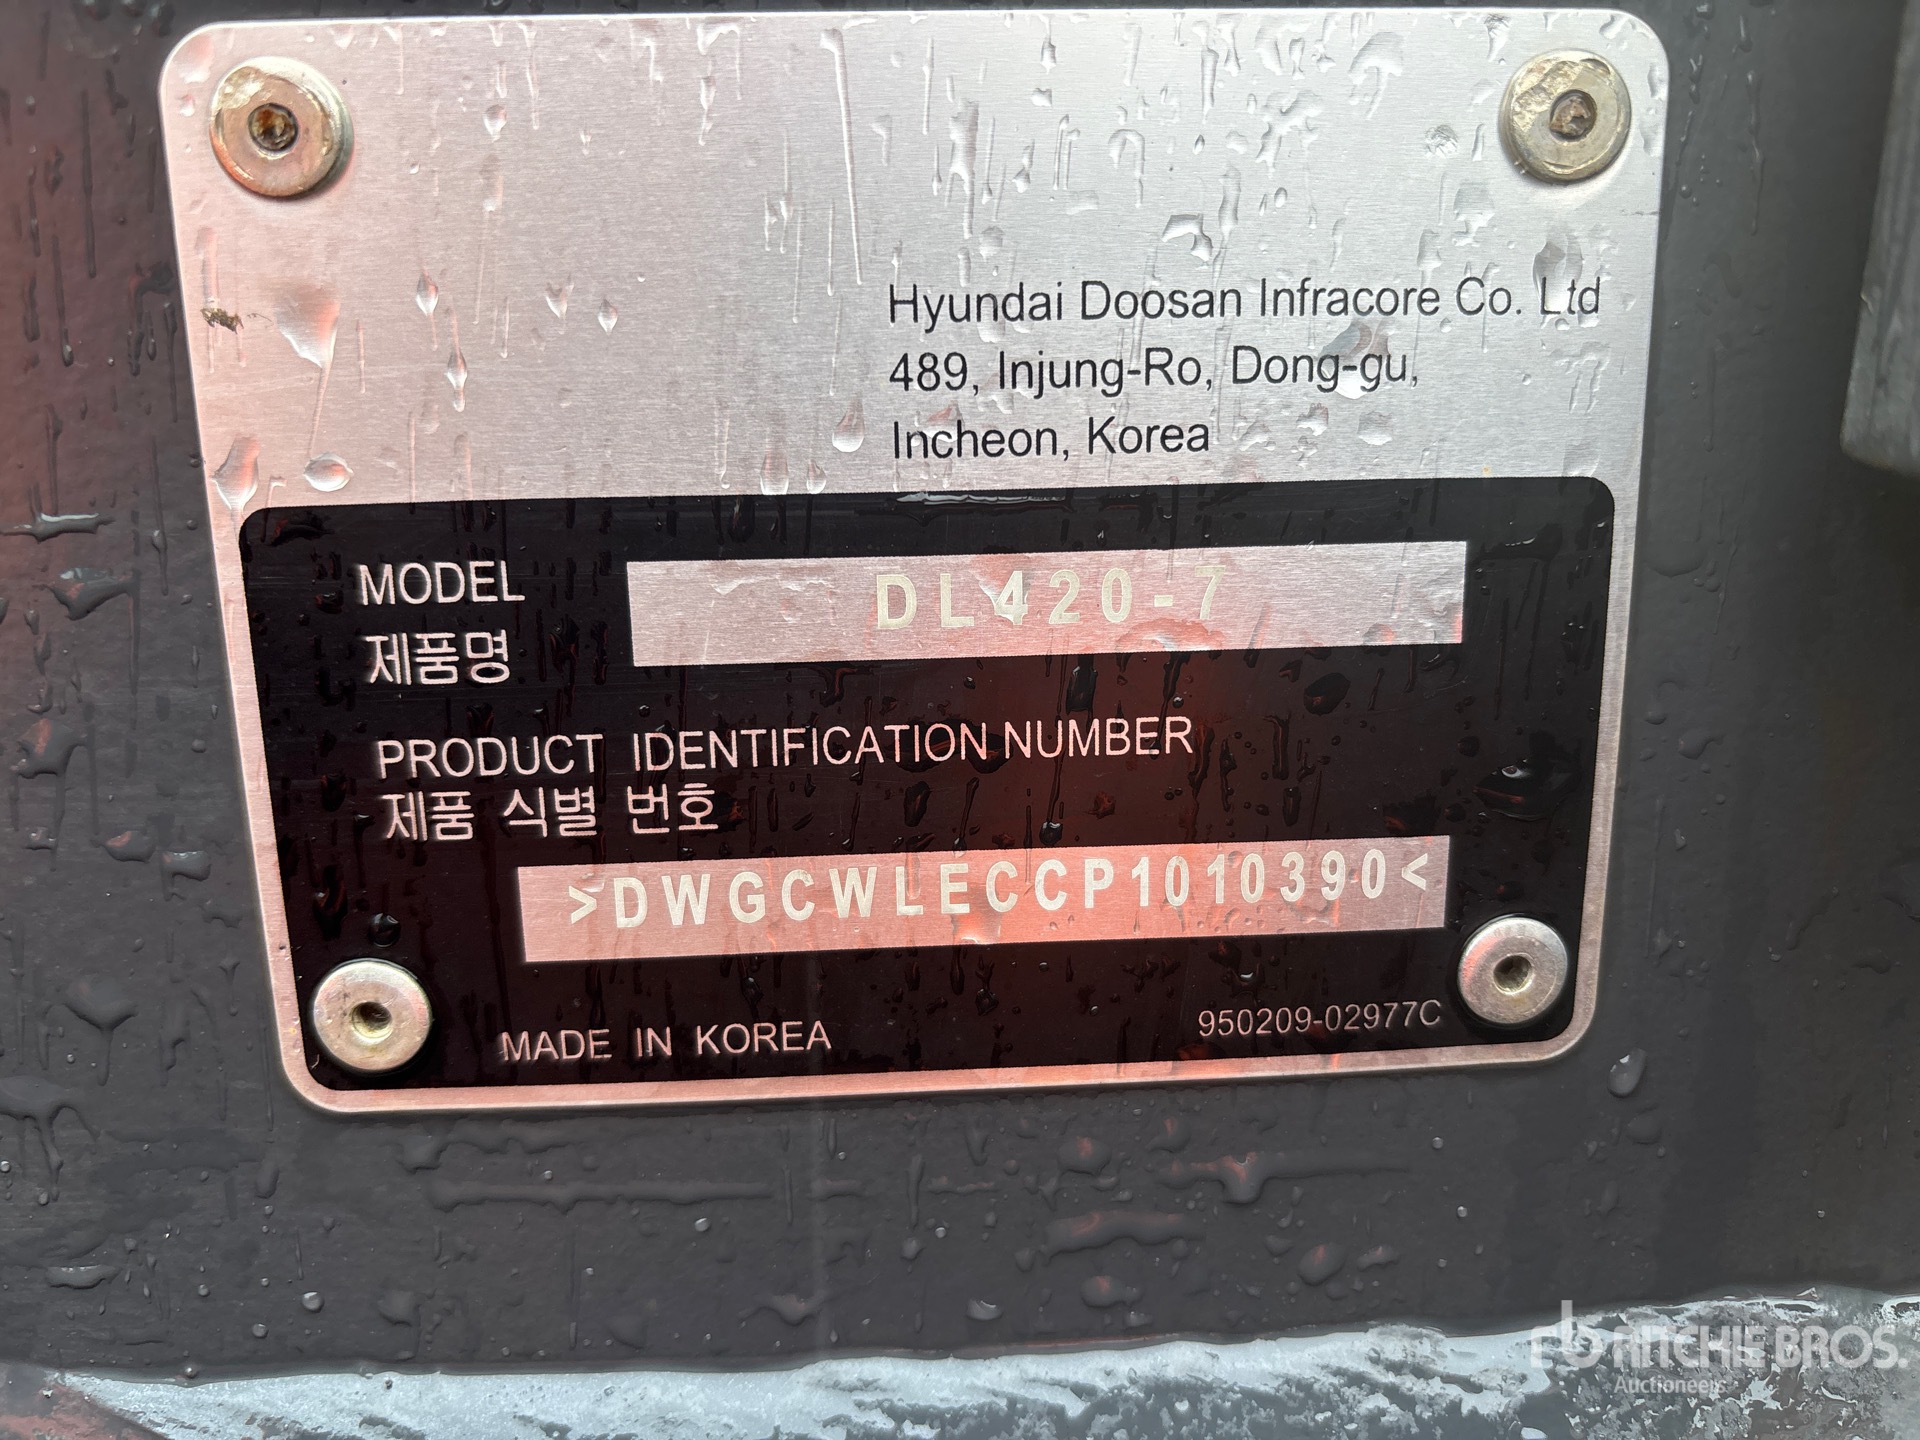 Hyundai Doosan Infracore Co. Ltd
489, Injung-Ro, Dong-gu,
Incheon, Korea
MODEL
제품명
DL420-7
PRODUCT IDENTIFICATION NUMBER
제품 식별 번호
>DWGCWLECCP1010390<
MADE IN KOREA
950209-02977C
rb RITCHIE BROS.
Auctioneers